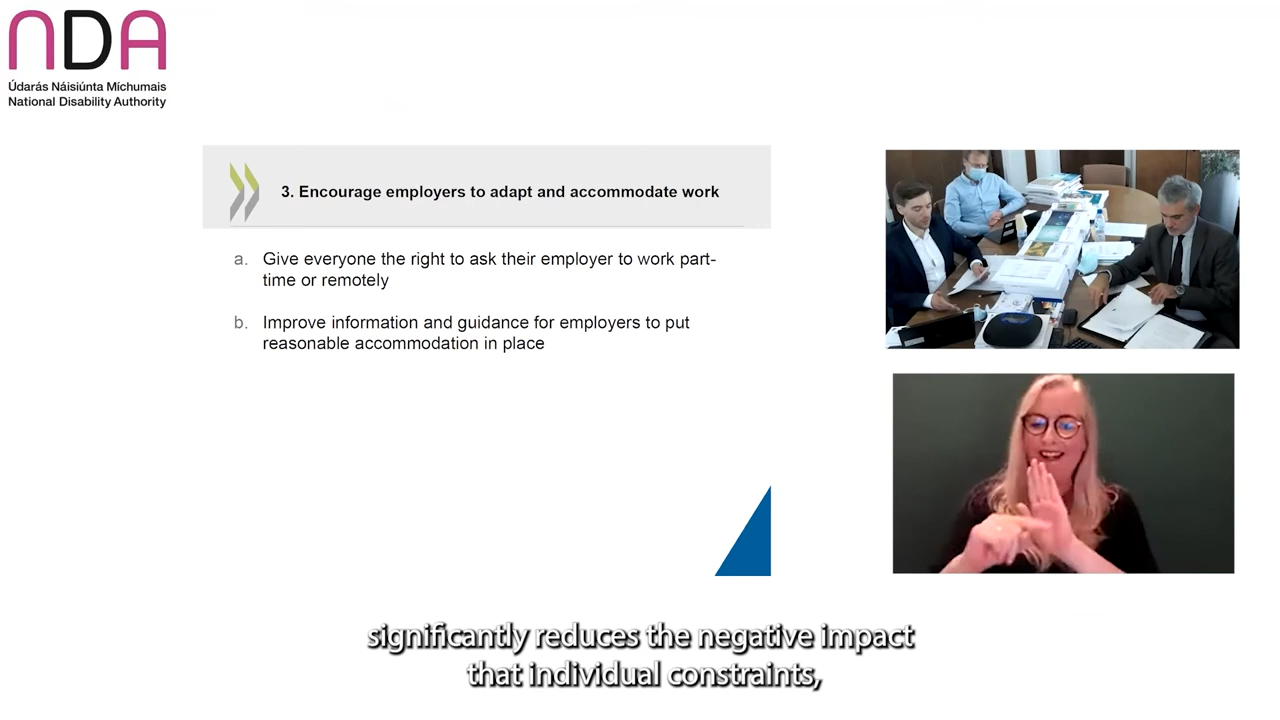 NDA
Údarás Náisiúnta Míchumais
National Disability Authority
3. Encourage employers to adapt and accommodate work
a. Give everyone the right to ask their employer to work part-
time or remotely
b. Improve information and guidance for employers to put
reasonable accommodation in place
significantly reduces the negative impact
that individual constraints,